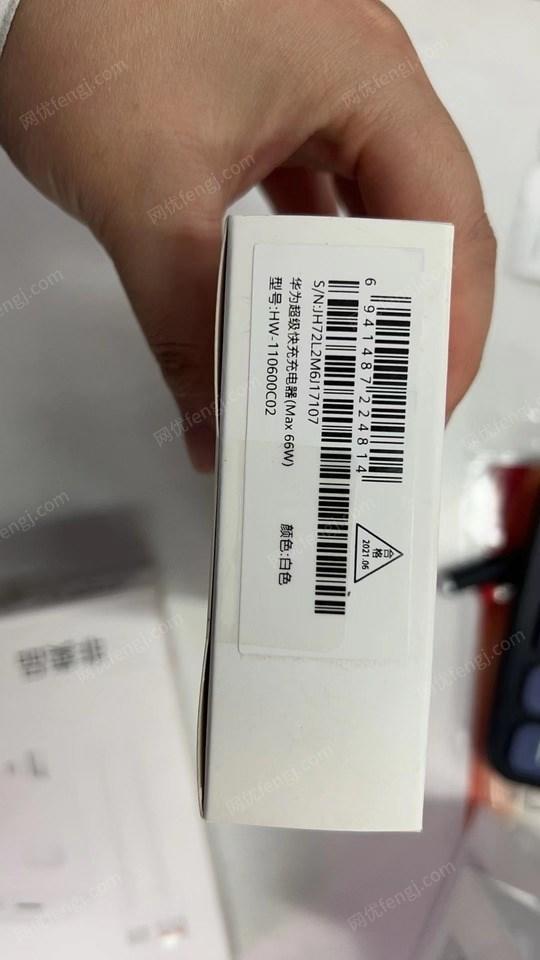 华为超级快充充电器(Max 66W)
型号:HW-110600C02
颜色:白色
S/N:JH72L2M6J17107
6 941487 224814
合格
2021.06
网优fengj.com